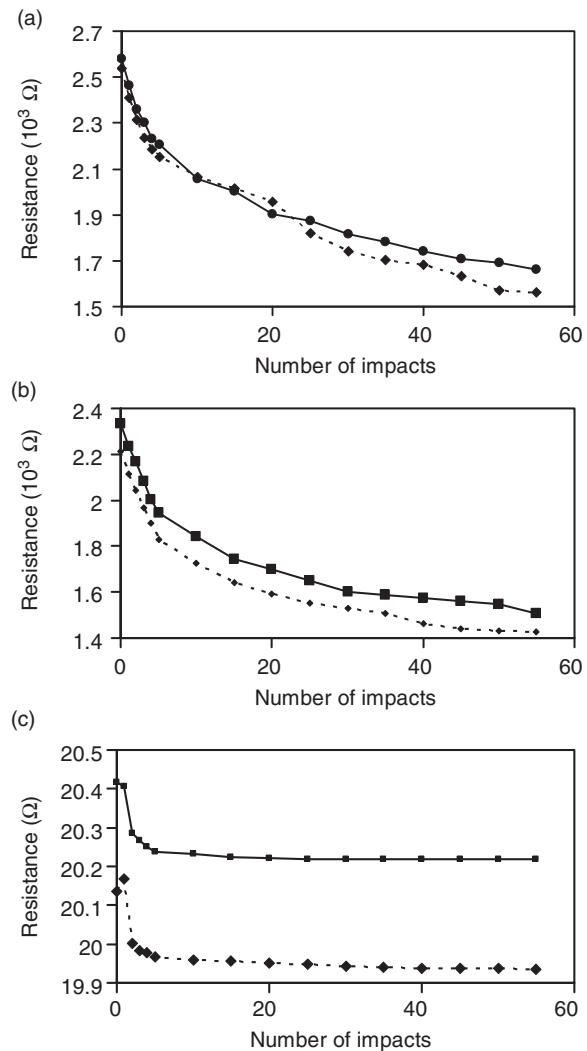 (a)
2.7
2.5
2.3
2.1
1.9
1.7
1.5
Resistance (10³ Ω)
0 20 40 60
Number of impacts
(b)
2.4
2.2
2
1.8
1.6
1.4
Resistance (10³ Ω)
0 20 40 60
Number of impacts
(c)
20.5
20.4
20.3
20.2
20.1
20
19.9
Resistance (Ω)
0 20 40 60
Number of impacts